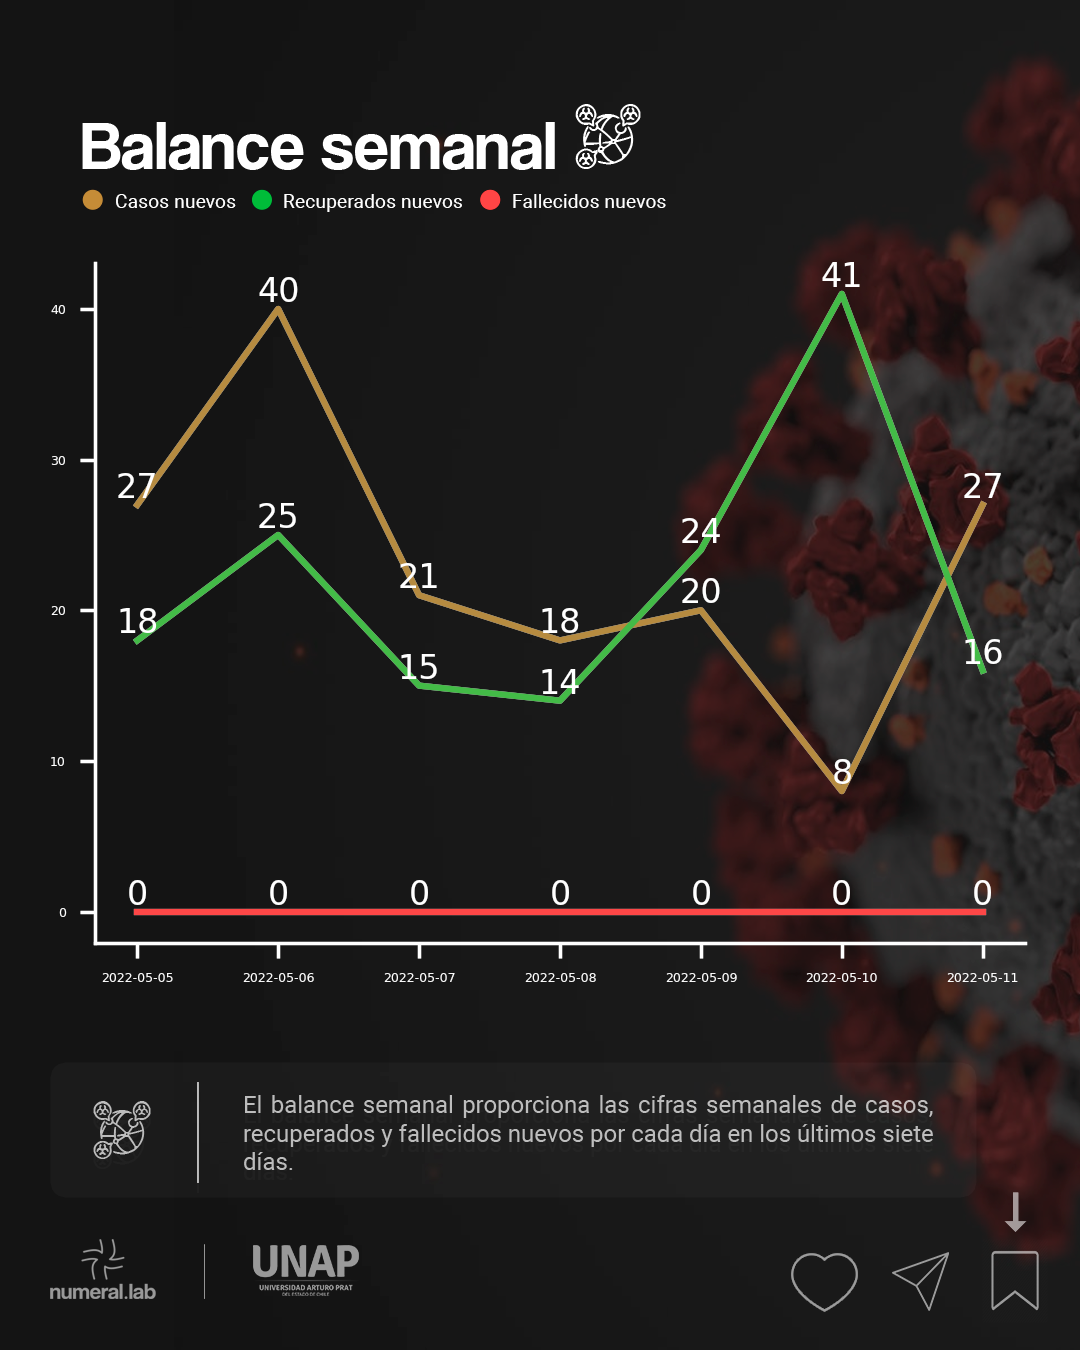 Balance semanal
Casos nuevos Recuperados nuevos Fallecidos nuevos
41
40
40
30
27
27
25
24
21
20
20
18
18
16
15
14
10
8
0 0 0 0 0 0 0
0
2022-05-05 2022-05-06 2022-05-07 2022-05-08 2022-05-09 2022-05-10 2022-05-11
El balance semanal proporciona las cifras semanales de casos,
recuperados y fallecidos nuevos por cada día en los últimos siete
días.
numeral.lab
UNAP
UNIVERSIDAD ARTURO PRAT
DEL ESTADO DE CHILE